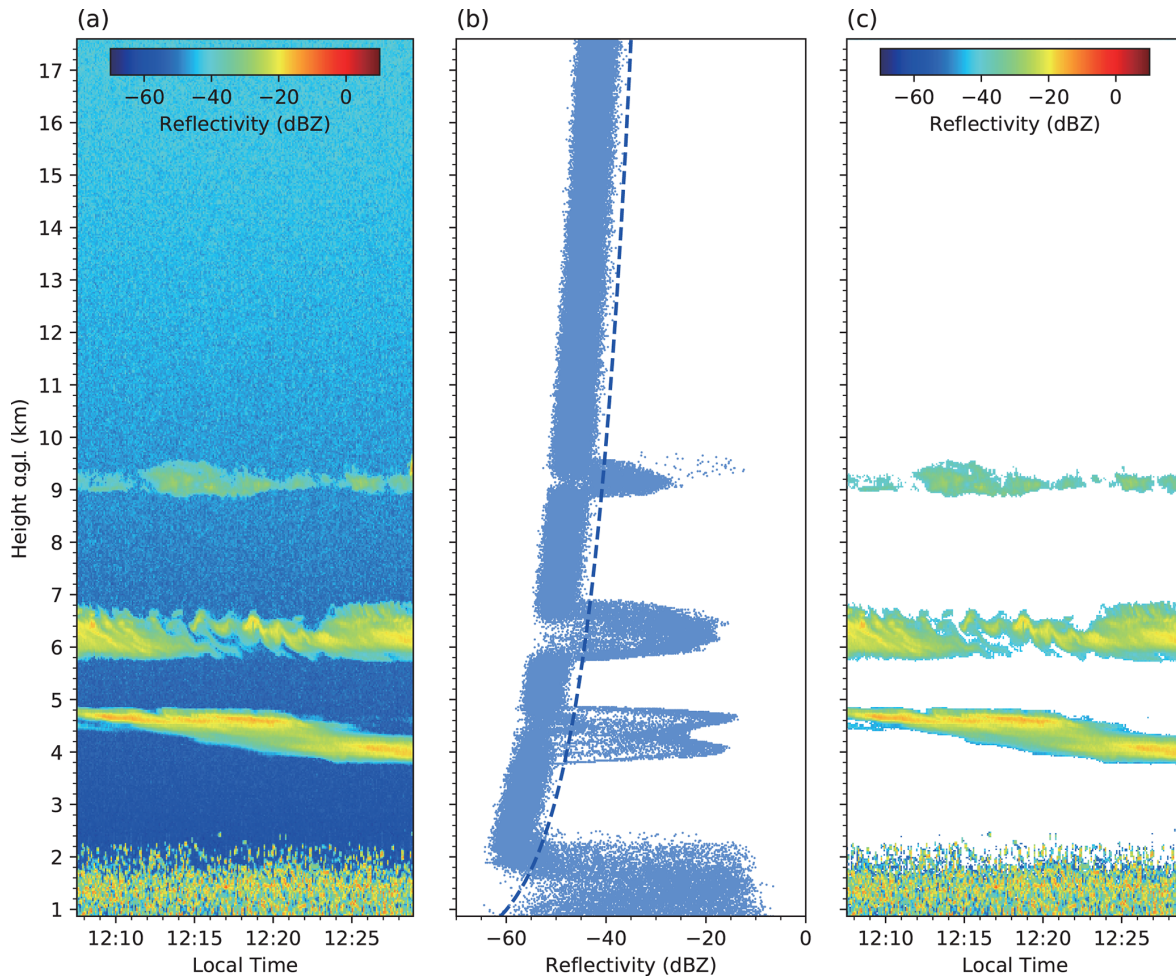 (a)
(b)
(c)
−60 −40 −20 0
Reflectivity (dBZ)
−60 −40 −20 0
Reflectivity (dBZ)
17
16
15
14
13
12
11
10
9
8
7
6
5
4
3
2
1
Height a.g.l. (km)
12:10 12:15 12:20 12:25
Local Time
−60 −40 −20 0
Reflectivity (dBZ)
12:10 12:15 12:20 12:25
Local Time